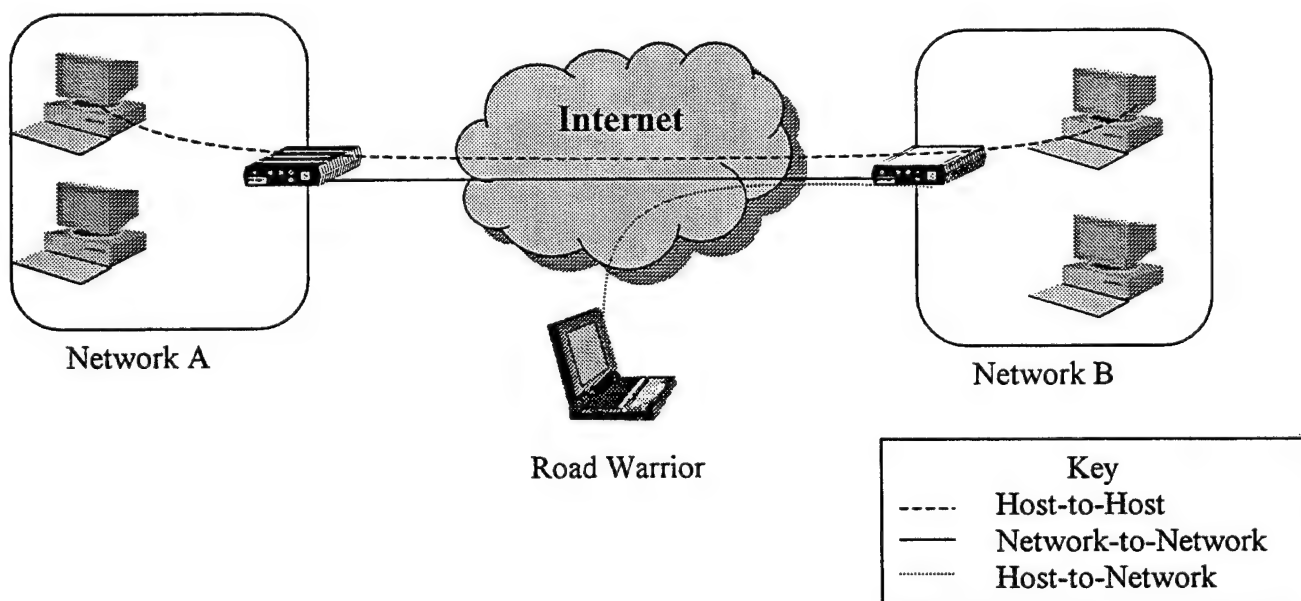 Internet
Network A
Network B
Road Warrior
Key
Host-to-Host
Network-to-Network
Host-to-Network